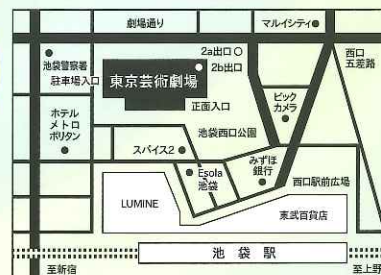 劇場通り
マルイシティ
2a出口
西口
五差路
池袋警察署
2b出口
駐車場入口
東京芸術劇場
正面入口
ビック
カメラ
ホテル
メトロ
ポリタン
池袋西口公園
スパイス2
Esola
池袋
みずほ
銀行
西口駅前広場
LUMINE
東武百貨店
池袋駅
至新宿
至上野